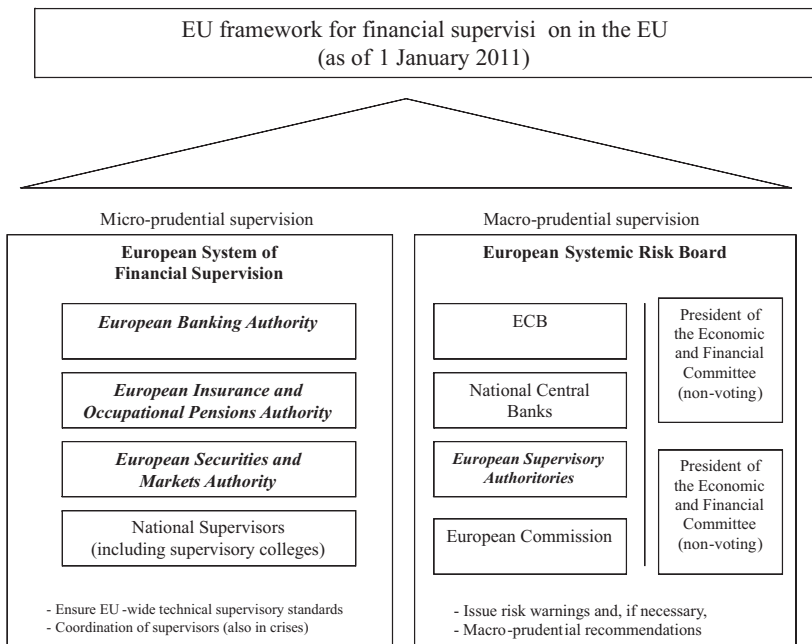 EU framework for financial supervisi on in the EU
(as of 1 January 2011)
Micro-prudential supervision
European System of
Financial Supervision
European Banking Authority
European Insurance and
Occupational Pensions Authority
European Securities and
Markets Authority
National Supervisors
(including supervisory colleges)
- Ensure EU -wide technical supervisory standards
- Coordination of supervisors (also in crises)
Macro-prudential supervision
European Systemic Risk Board
ECB
National Central
Banks
European Supervisory
Authoritories
European Commission
President of
the Economic
and Financial
Committee
(non-voting)
President of
the Economic
and Financial
Committee
(non-voting)
- Issue risk warnings and, if necessary,
- Macro-prudential recommendations